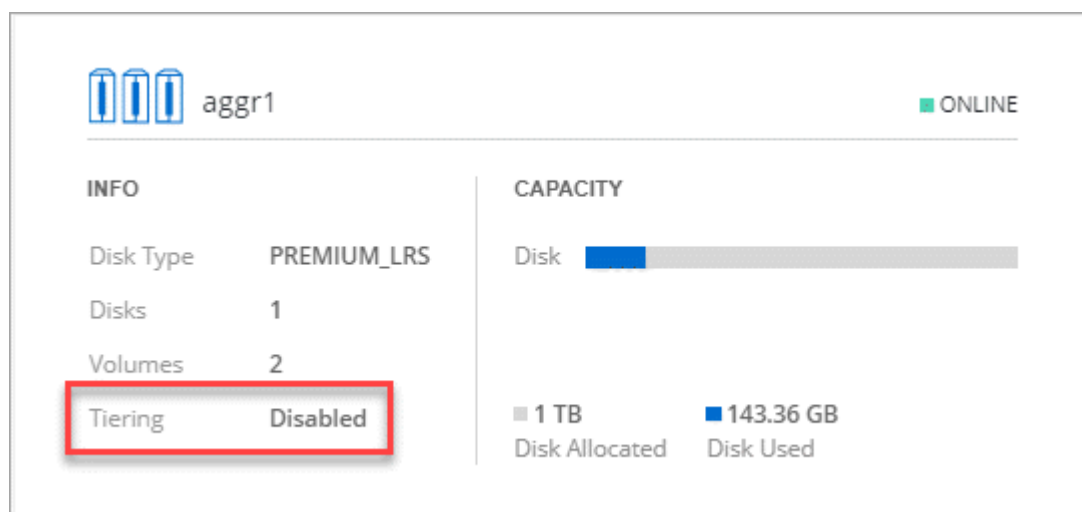 aggr1
ONLINE
INFO
Disk Type PREMIUM_LRS
Disks 1
Volumes 2
Tiering Disabled
CAPACITY
Disk
1 TB
Disk Allocated
143.36 GB
Disk Used